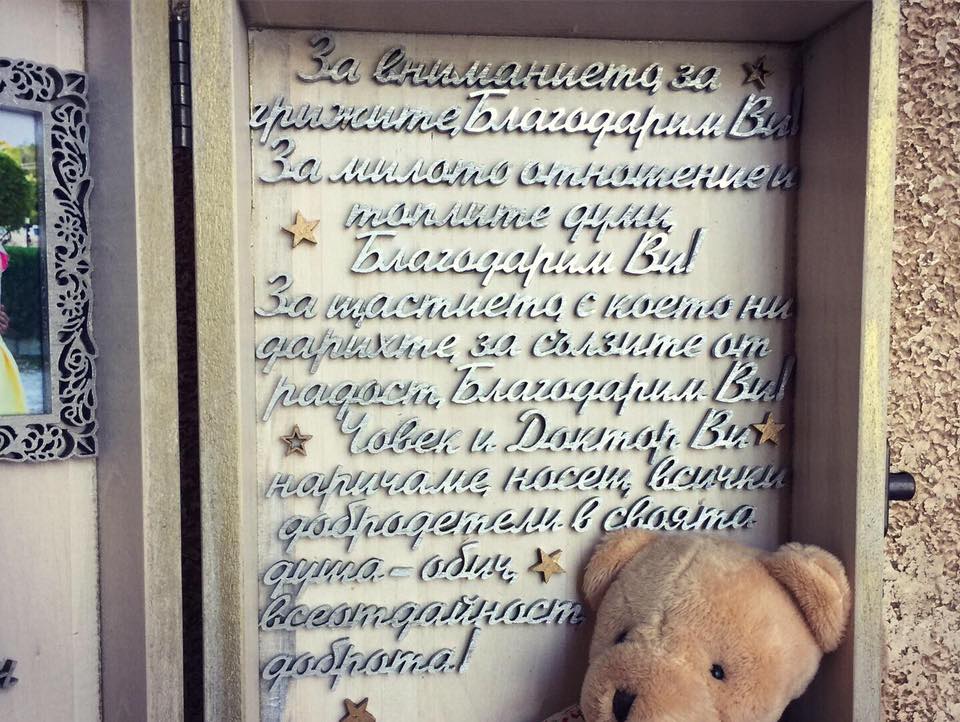 За вниманието, за
грижите, Благодарим Ви!
За милото отношение и
топлите души,
Благодарим Ви!
За щастието, с което ни
дарихте, за сълзите от
радост, Благодарим Ви!
Човек и Доктор Ви
наричаме, носещ всички
добродетели в своята
душа - обич,
всеотдайност,
доброта!